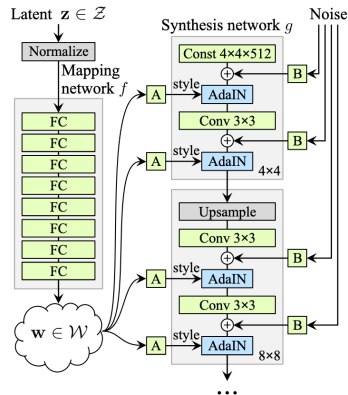 Latent z ∈ Z
Normalize
Mapping
network f
FC
FC
FC
FC
FC
FC
FC
FC
w ∈ W
Synthesis network g
Noise
Const 4×4×512
B
A
style
AdaIN
Conv 3×3
B
A
style
AdaIN
4×4
Upsample
Conv 3×3
B
A
style
AdaIN
Conv 3×3
B
A
style
AdaIN
8×8
...